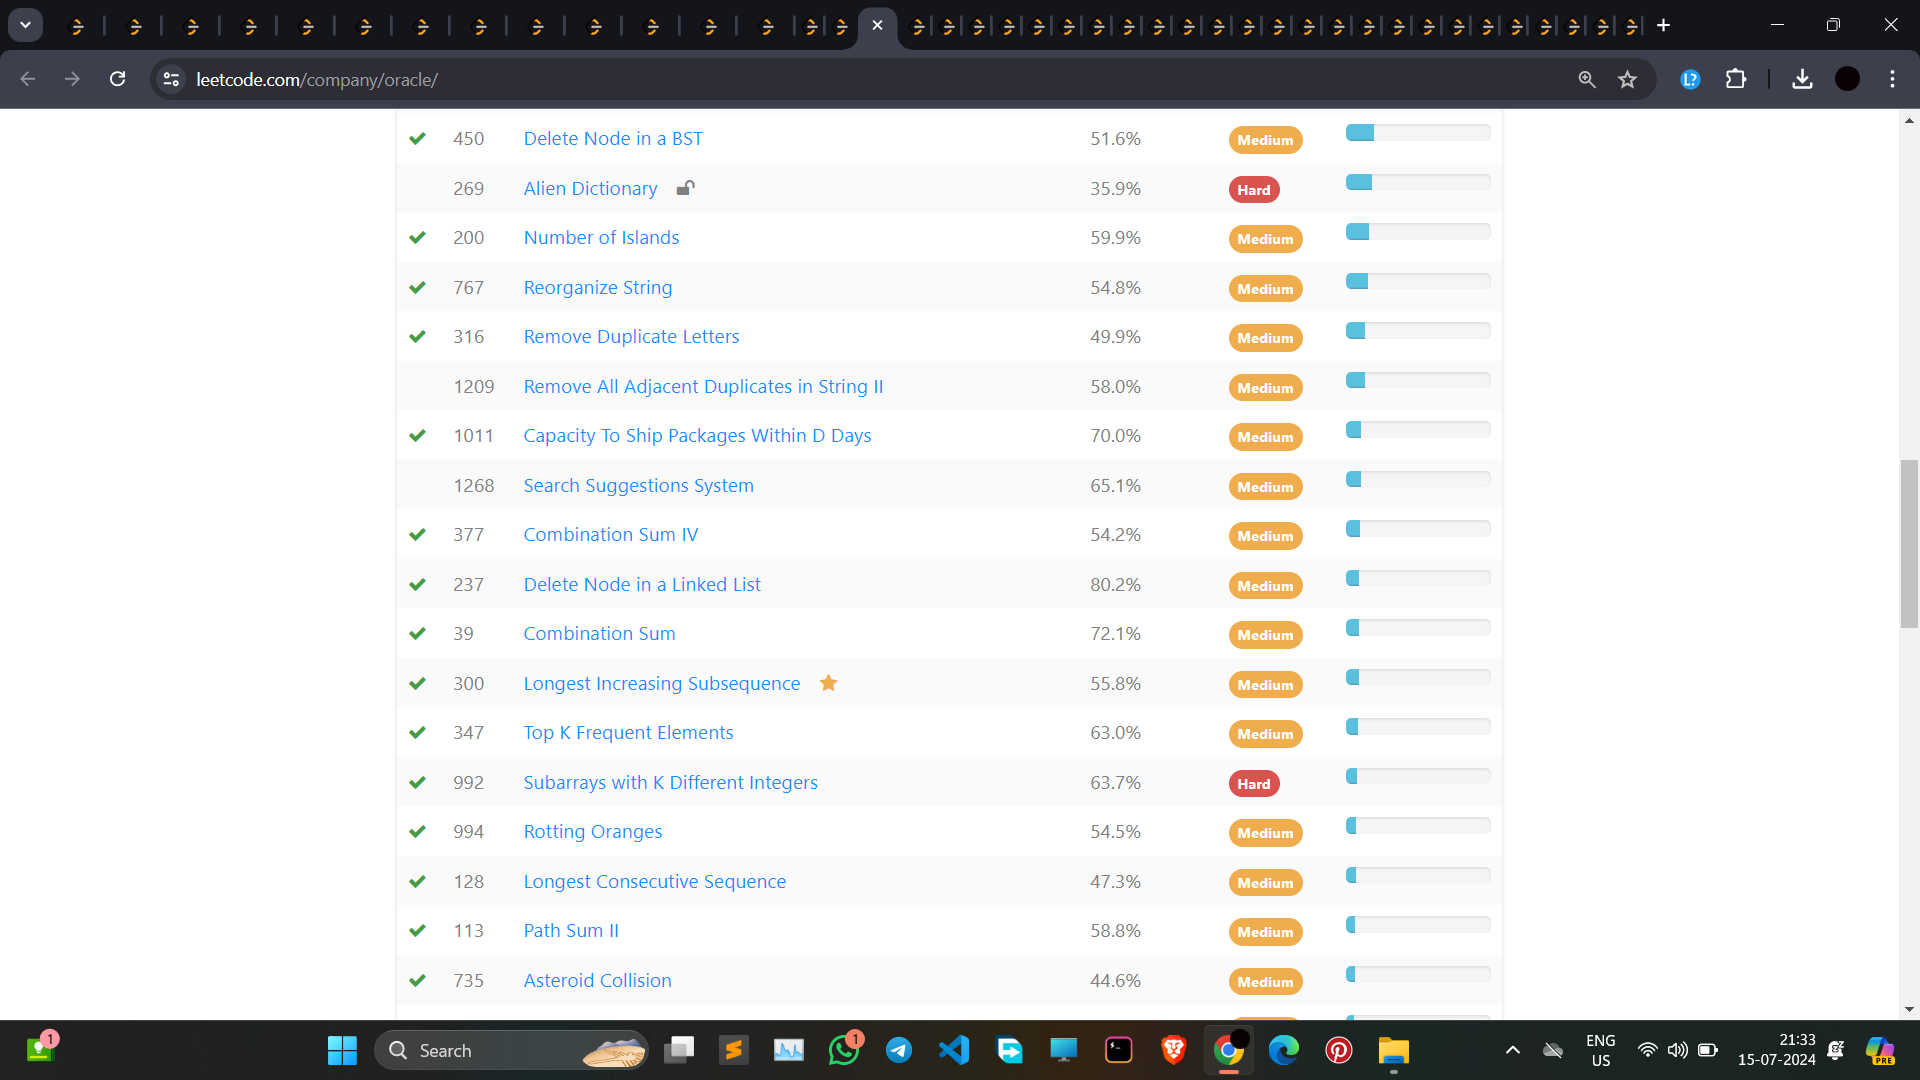 leetcode.com/company/oracle/
450 Delete Node in a BST 51.6% Medium
269 Alien Dictionary 35.9% Hard
200 Number of Islands 59.9% Medium
767 Reorganize String 54.8% Medium
316 Remove Duplicate Letters 49.9% Medium
1209 Remove All Adjacent Duplicates in String II 58.0% Medium
1011 Capacity To Ship Packages Within D Days 70.0% Medium
1268 Search Suggestions System 65.1% Medium
377 Combination Sum IV 54.2% Medium
237 Delete Node in a Linked List 80.2% Medium
39 Combination Sum 72.1% Medium
300 Longest Increasing Subsequence 55.8% Medium
347 Top K Frequent Elements 63.0% Medium
992 Subarrays with K Different Integers 63.7% Hard
994 Rotting Oranges 54.5% Medium
128 Longest Consecutive Sequence 47.3% Medium
113 Path Sum II 58.8% Medium
735 Asteroid Collision 44.6% Medium
1
Search
1
ENG
US
21:33
15-07-2024
PRE